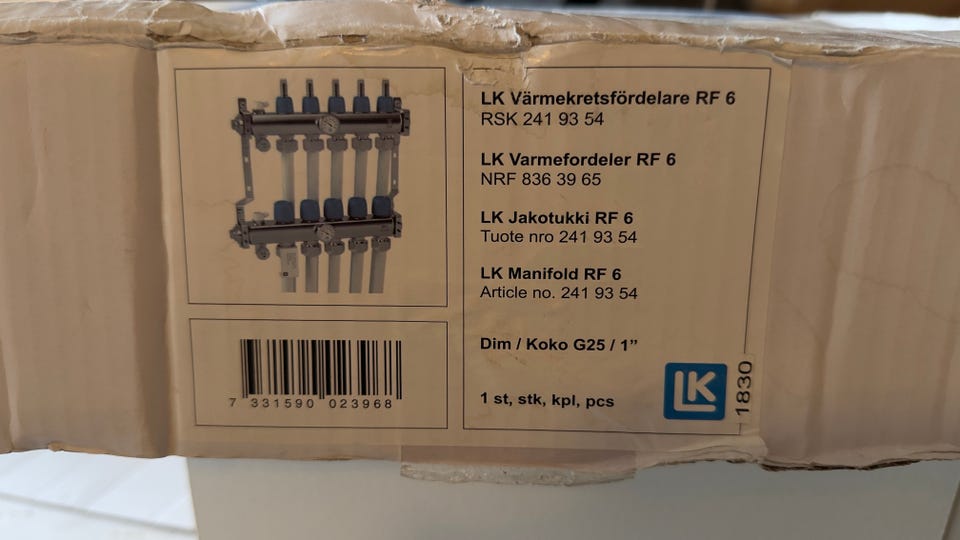 LK Värmekretsfördelare RF 6
RSK 241 93 54
LK Varmefordeler RF 6
NRF 836 39 65
LK Jakotukki RF 6
Tuote nro 241 93 54
LK Manifold RF 6
Article no. 241 93 54
Dim / Koko G25 / 1”
1 st, stk, kpl, pcs
LK
1830
7 331590 023968